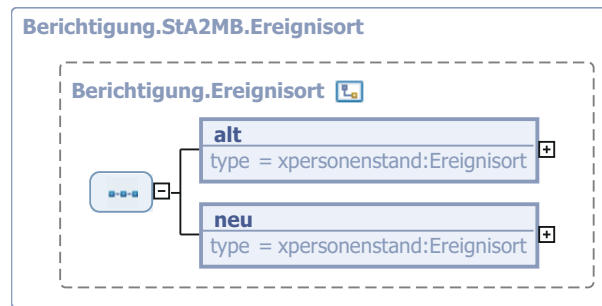 Berichtigung.StA2MB.Ereignisort
Berichtigung.Ereignisort
alt
type = xpersonenstand:Ereignisort
neu
type = xpersonenstand:Ereignisort